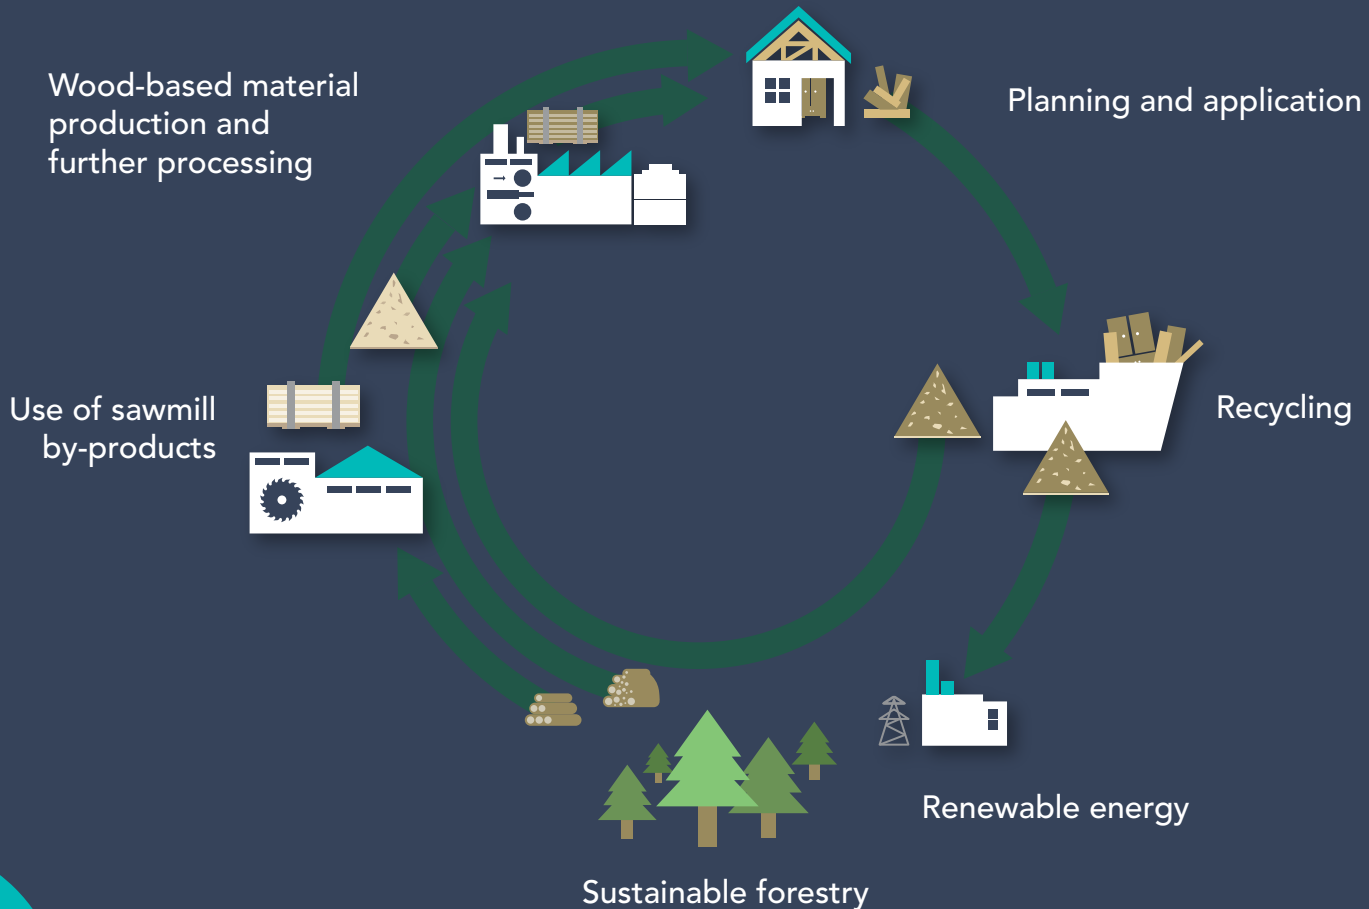 Wood-based material
production and
further processing
Planning and application
Use of sawmill
by-products
Recycling
Renewable energy
Sustainable forestry